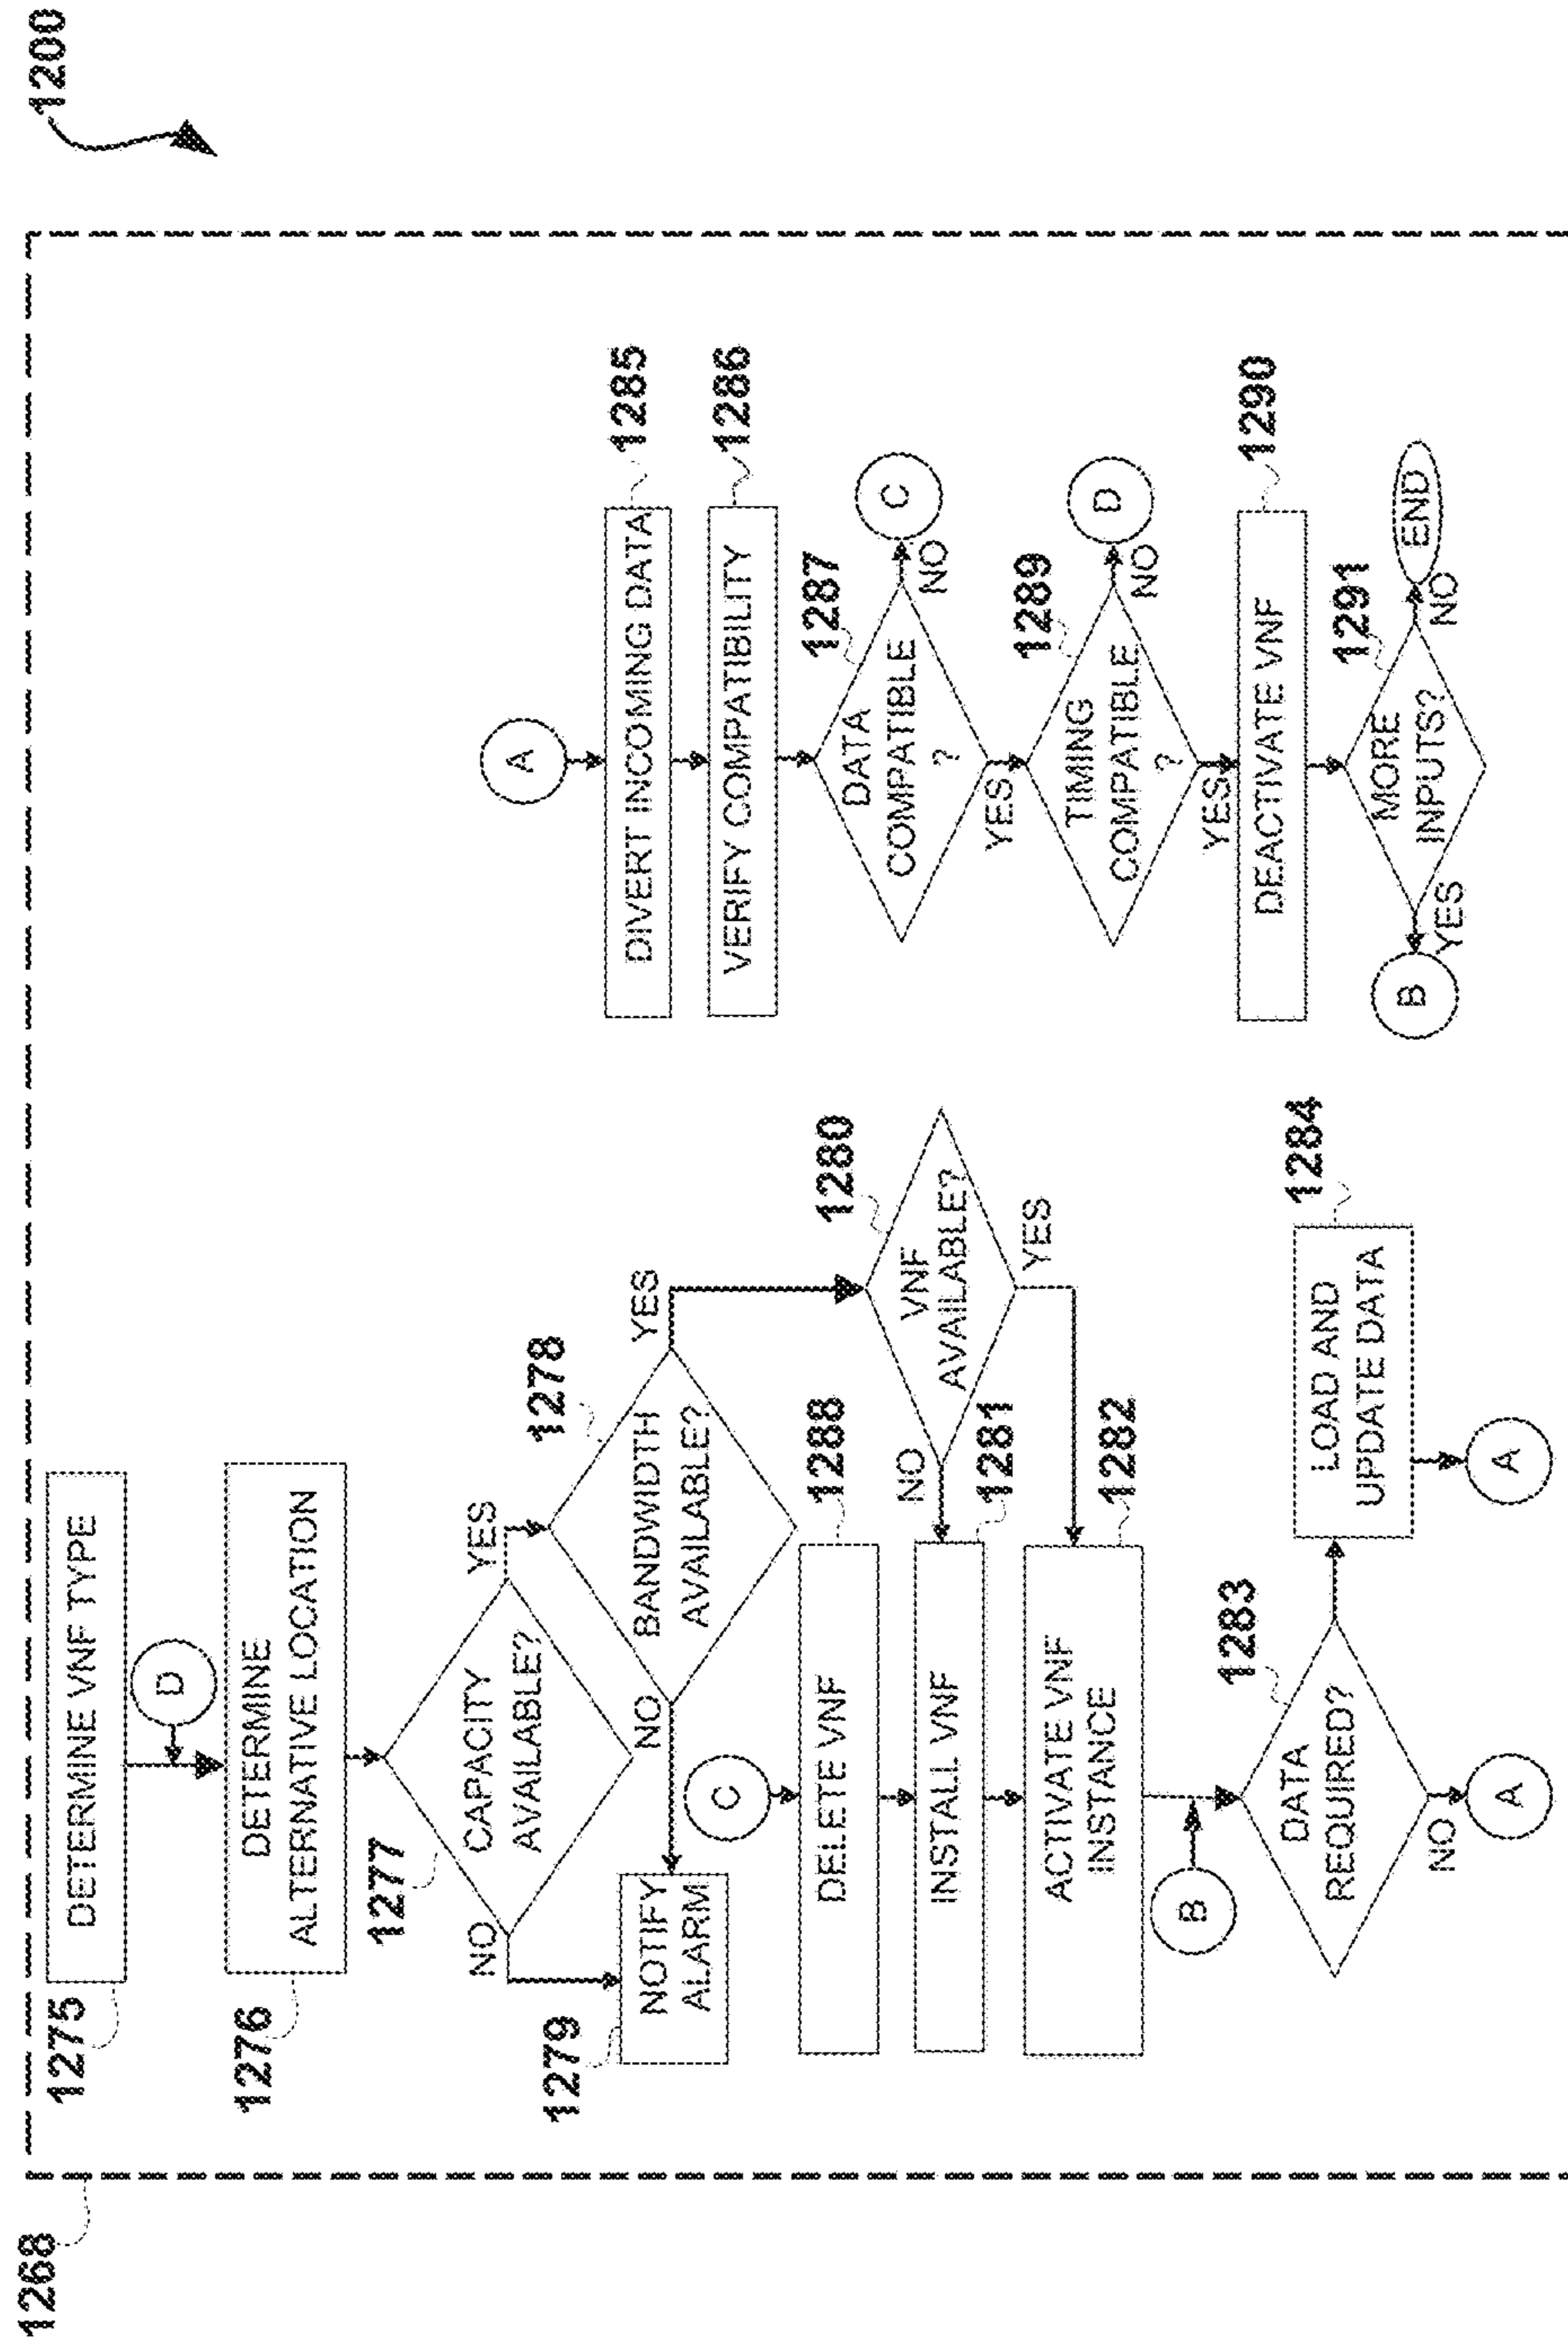 1200
1268
1275
DETERMINE VNF TYPE
D
1276
DETERMINE
ALTERNATIVE LOCATION
1277
CAPACITY
AVAILABLE?
YES
NO
1278
BANDWIDTH
AVAILABLE?
YES
NO
1279
NOTIFY
ALARM
1280
VNF
AVAILABLE?
YES
NO
C
1288
DELETE VNF
1281
INSTALL VNF
1282
ACTIVATE VNF
INSTANCE
B
1283
DATA
REQUIRED?
NO
A
1284
LOAD AND
UPDATE DATA
A
A
1285
DIVERT INCOMING DATA
1286
VERIFY COMPATIBILITY
1287
DATA
COMPATIBLE
?
NO
C
YES
1289
TIMING
COMPATIBLE
?
NO
D
YES
1290
DEACTIVATE VNF
1291
MORE
INPUTS?
YES
B
NO
END